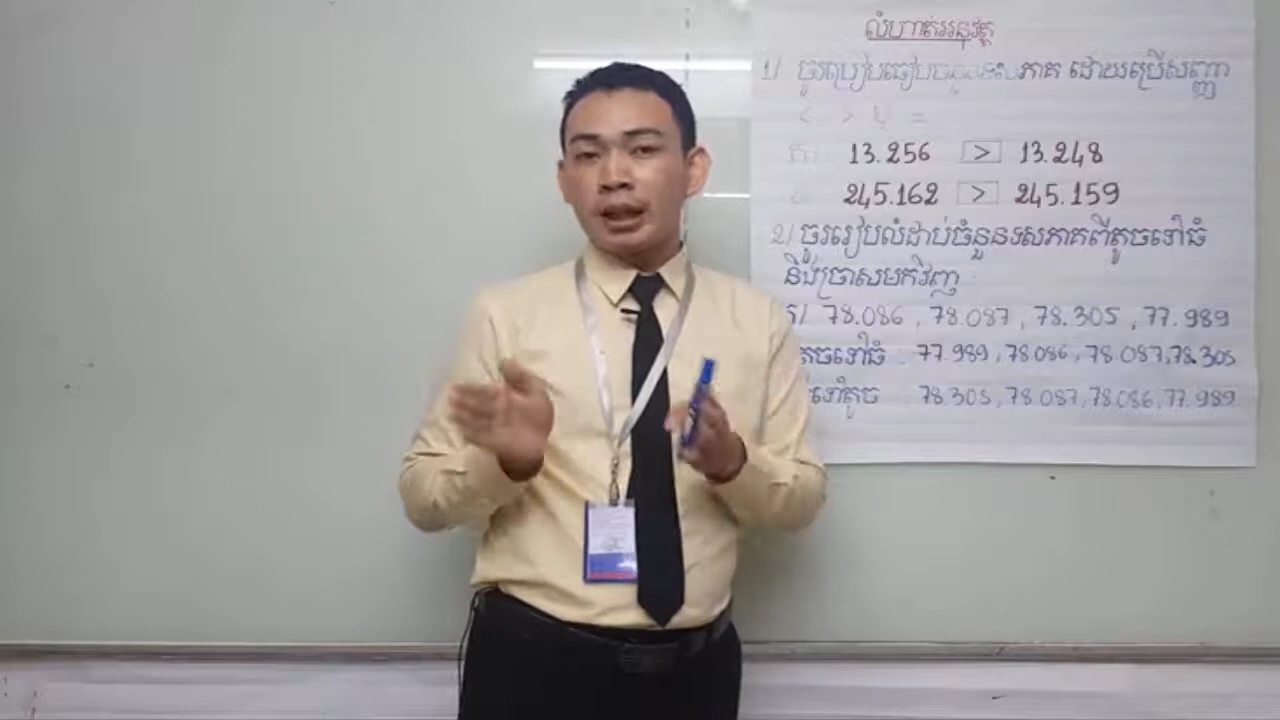 លំហាត់អនុវត្ត
1/ ចូរប្រៀបធៀបចំនួនទសភាគ ដោយប្រើសញ្ញា
< > ឬ =
ក/ 13.256 > 13.248
245.162 > 245.159
2/ ចូររៀបលំដាប់ចំនួនទសភាគពីតូចទៅធំ
និងច្រាសមកវិញ
ក/ 78.086 , 78.087 , 78.305 , 77.989
តូចទៅធំ : 77.989 , 78.086 , 78.087 , 78.305
ទៅតូច 78.305 , 78.087 , 78.086 , 77.989